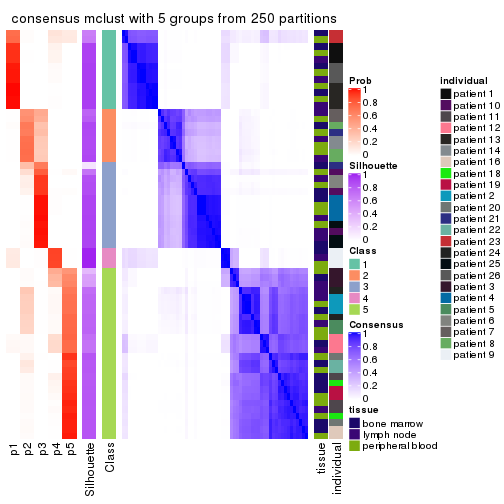 consensus mclust with 5 groups from 250 partitions
Prob
1
0.8
0.6
0.4
0.2
0
Silhouette
1
0.8
0.6
0.4
0.2
0
Class
1
2
3
4
5
Consensus
1
0.8
0.6
0.4
0.2
0
tissue
bone marrow
lymph node
peripheral blood
individual
patient 1
patient 10
patient 11
patient 12
patient 13
patient 14
patient 16
patient 18
patient 19
patient 2
patient 20
patient 21
patient 22
patient 23
patient 24
patient 25
patient 26
patient 3
patient 4
patient 5
patient 6
patient 7
patient 8
patient 9
p1
p2
p3
p4
p5
Silhouette
Class
tissue
individual